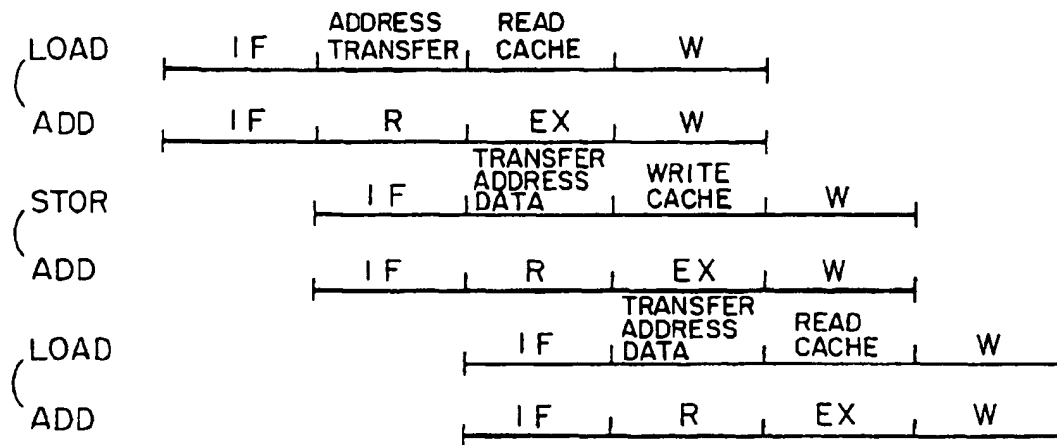 LOAD IF ADDRESS TRANSFER READ CACHE W
ADD IF R EX W
STOR IF TRANSFER ADDRESS DATA WRITE CACHE W
ADD IF R EX W
LOAD IF TRANSFER ADDRESS DATA READ CACHE W
ADD IF R EX W